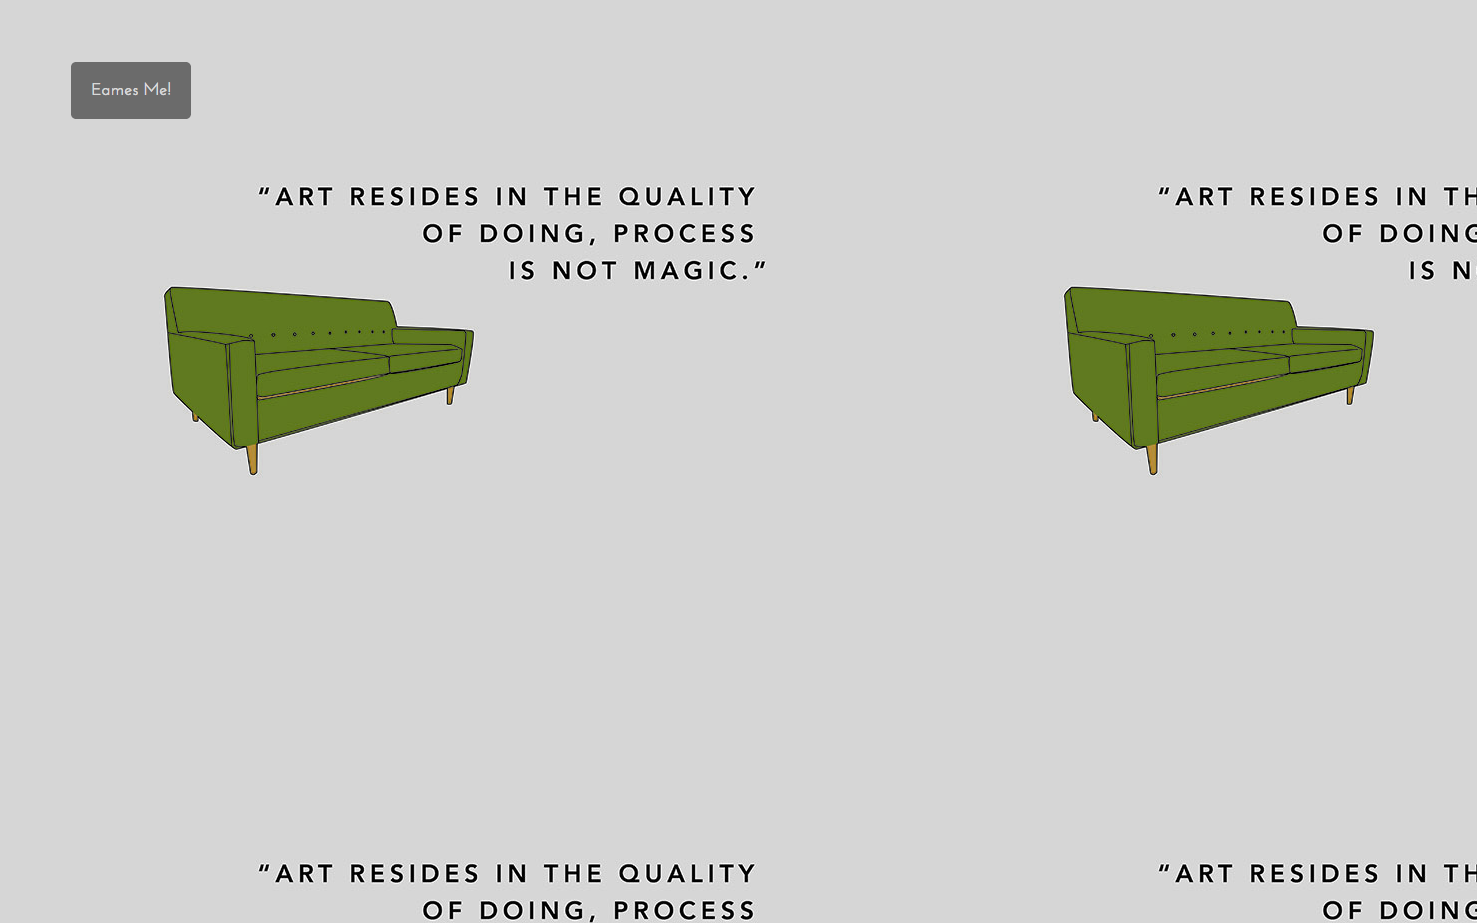 Eames Me!
"ART RESIDES IN THE QUALITY
OF DOING, PROCESS
IS NOT MAGIC."
"ART RESIDES IN TH
OF DOING
IS N
"ART RESIDES IN THE QUALITY
OF DOING, PROCESS
"ART RESIDES IN TH
OF DOING